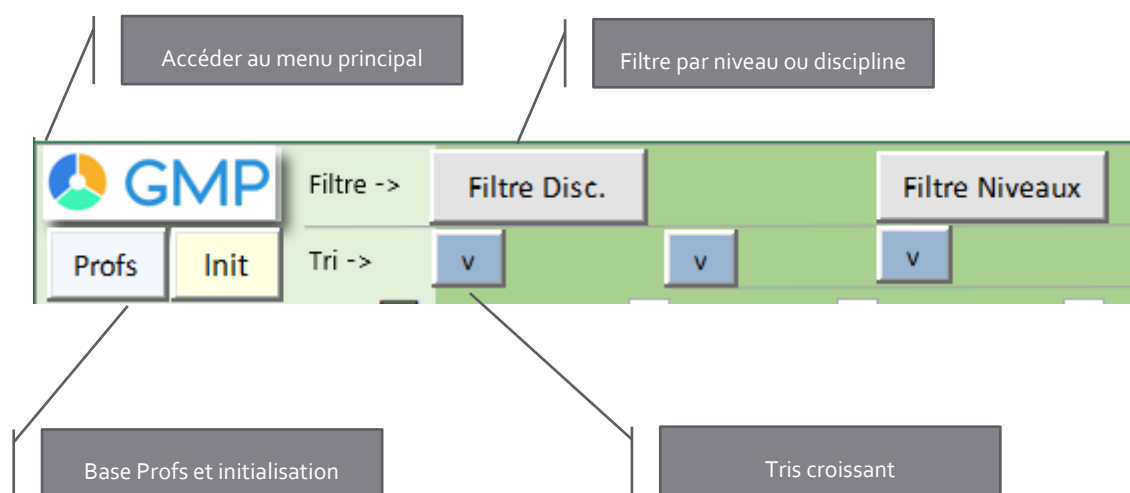 Accéder au menu principal
Filtre par niveau ou discipline
GMP
Filtre ->
Filtre Disc.
Filtre Niveaux
Profs
Init
Tri ->
v
v
v
Base Profs et initialisation
Tris croissant